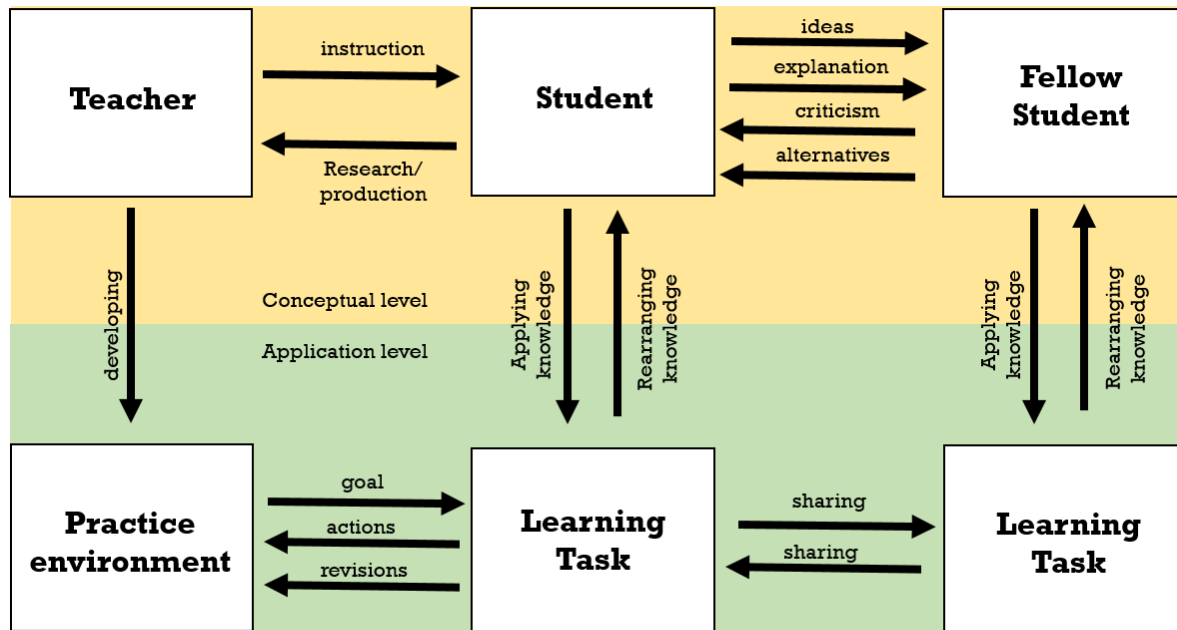 Teacher
instruction
Research/
production
Student
ideas
explanation
criticism
alternatives
Fellow
Student
developing
Conceptual level
Application level
Applying
knowledge
Rearranging
knowledge
Applying
knowledge
Rearranging
knowledge
Practice
environment
goal
actions
revisions
Learning
Task
sharing
sharing
Learning
Task